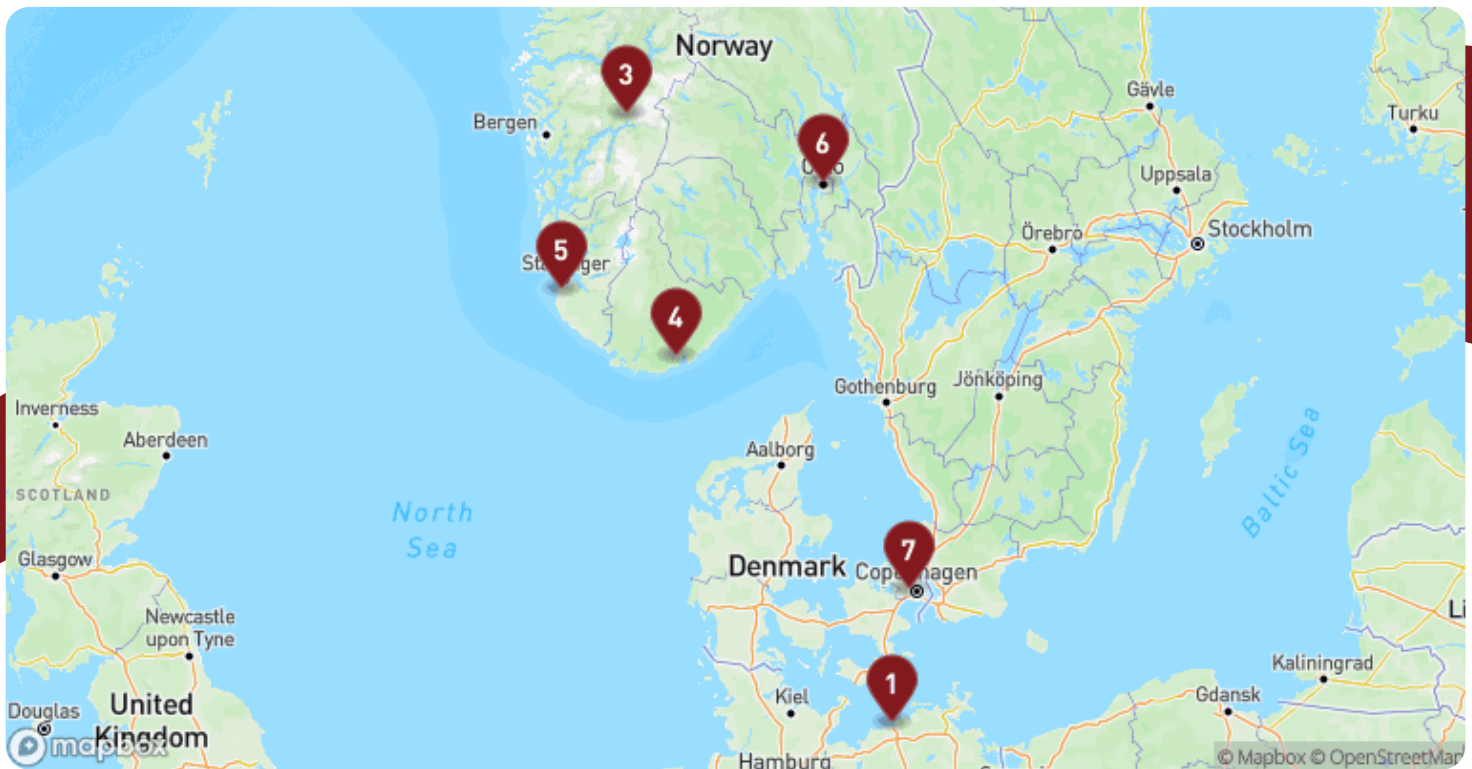 Norway
3
Gävle
Turku
Bergen
6
Uppsala
Örebro
Stockholm
5
4
Gothenburg
Jönköping
Inverness
Aberdeen
Aalborg
SCOTLAND
North
Sea
Baltic Sea
Glasgow
7
Denmark
Newcastle
upon Tyne
Kaliningrad
1
Kiel
Gdansk
Douglas
United
Kingdom
mapbox
Hamburg
© Mapbox © OpenStreetMap